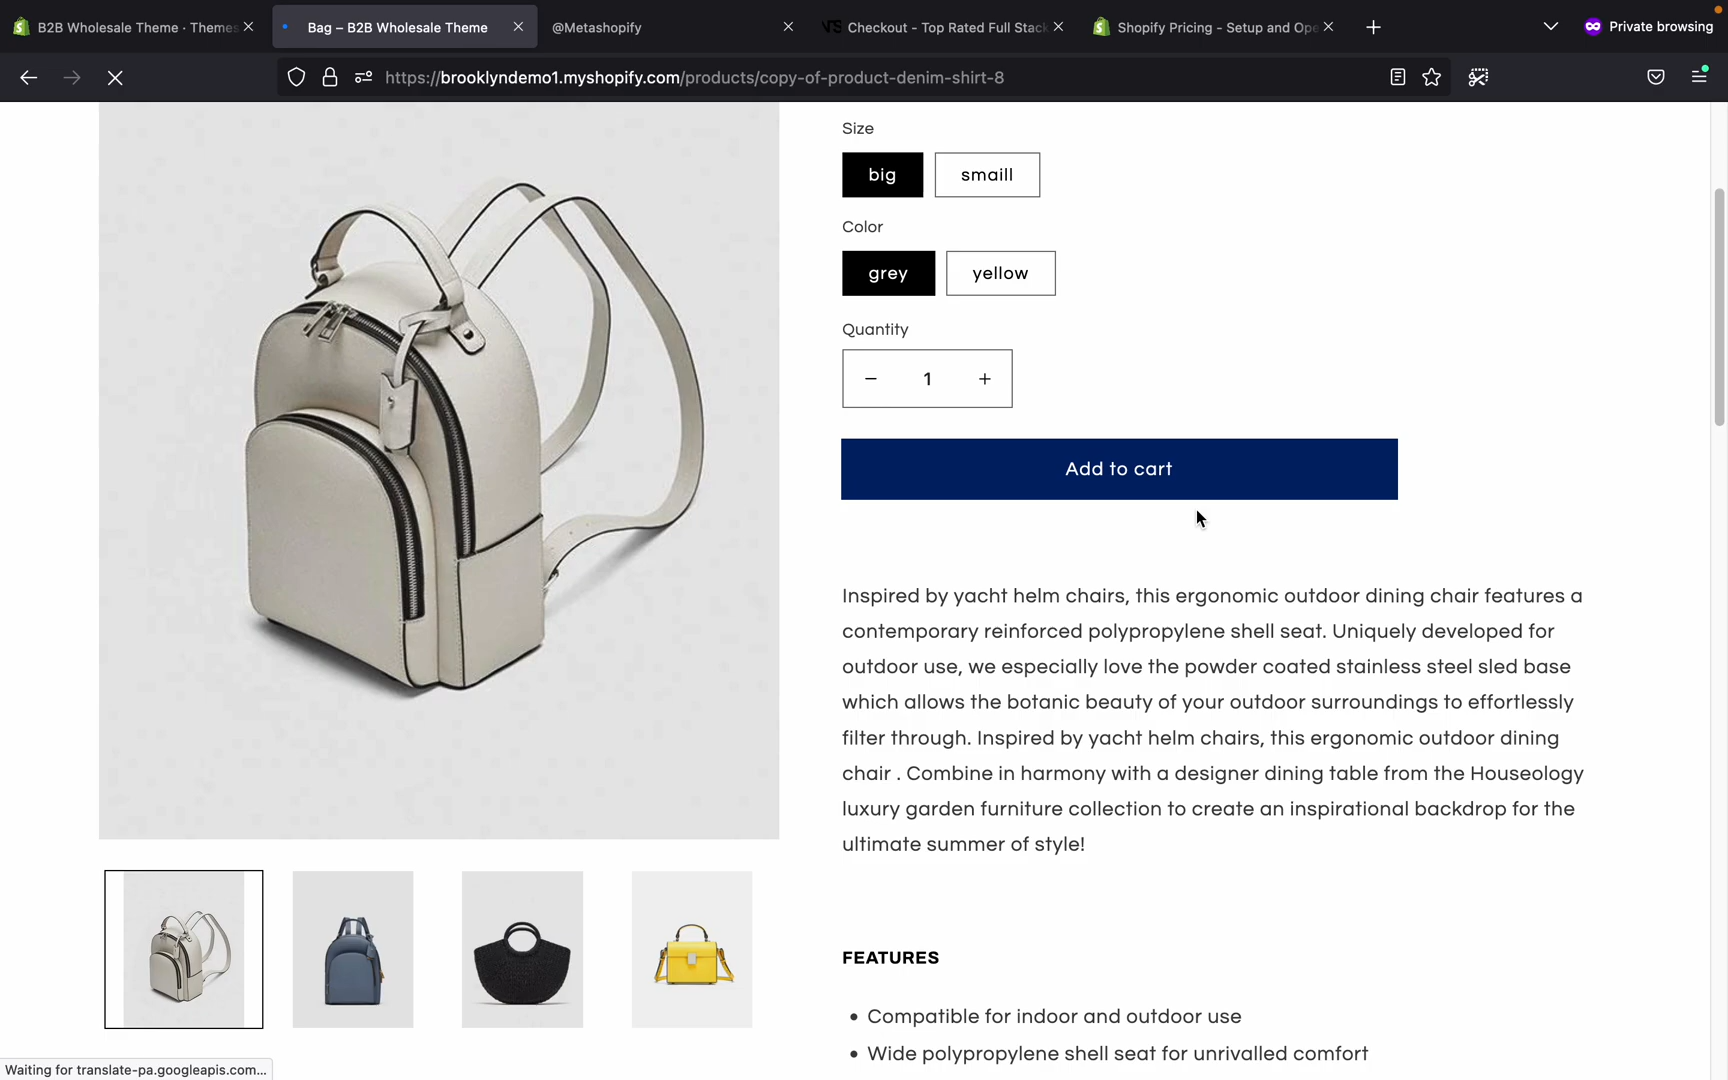 B2B Wholesale Theme · Themes
Bag – B2B Wholesale Theme
@Metashopify
Checkout - Top Rated Full Stack
Shopify Pricing - Setup and Ope
Private browsing
https://brooklyndemo1.myshopify.com/products/copy-of-product-denim-shirt-8
Size
big
smaill
Color
grey
yellow
Quantity
− 1 +
Add to cart
Inspired by yacht helm chairs, this ergonomic outdoor dining chair features a
contemporary reinforced polypropylene shell seat. Uniquely developed for
outdoor use, we especially love the powder coated stainless steel sled base
which allows the botanic beauty of your outdoor surroundings to effortlessly
filter through. Inspired by yacht helm chairs, this ergonomic outdoor dining
chair . Combine in harmony with a designer dining table from the Houseology
luxury garden furniture collection to create an inspirational backdrop for the
ultimate summer of style!
FEATURES
• Compatible for indoor and outdoor use
• Wide polypropylene shell seat for unrivalled comfort
Waiting for translate-pa.googleapis.com...